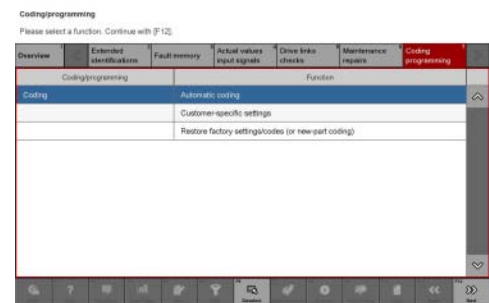 Coding/programming
Please select a function. Continue with [F12].
Overview
Extended identifications
Fault memory
Actual values input signals
Drive links checks
Maintenance repairs
Coding programming
Coding/programming
Function
Coding
Automatic coding
Customer-specific settings
Restore factory settings/codes (or new-part coding)